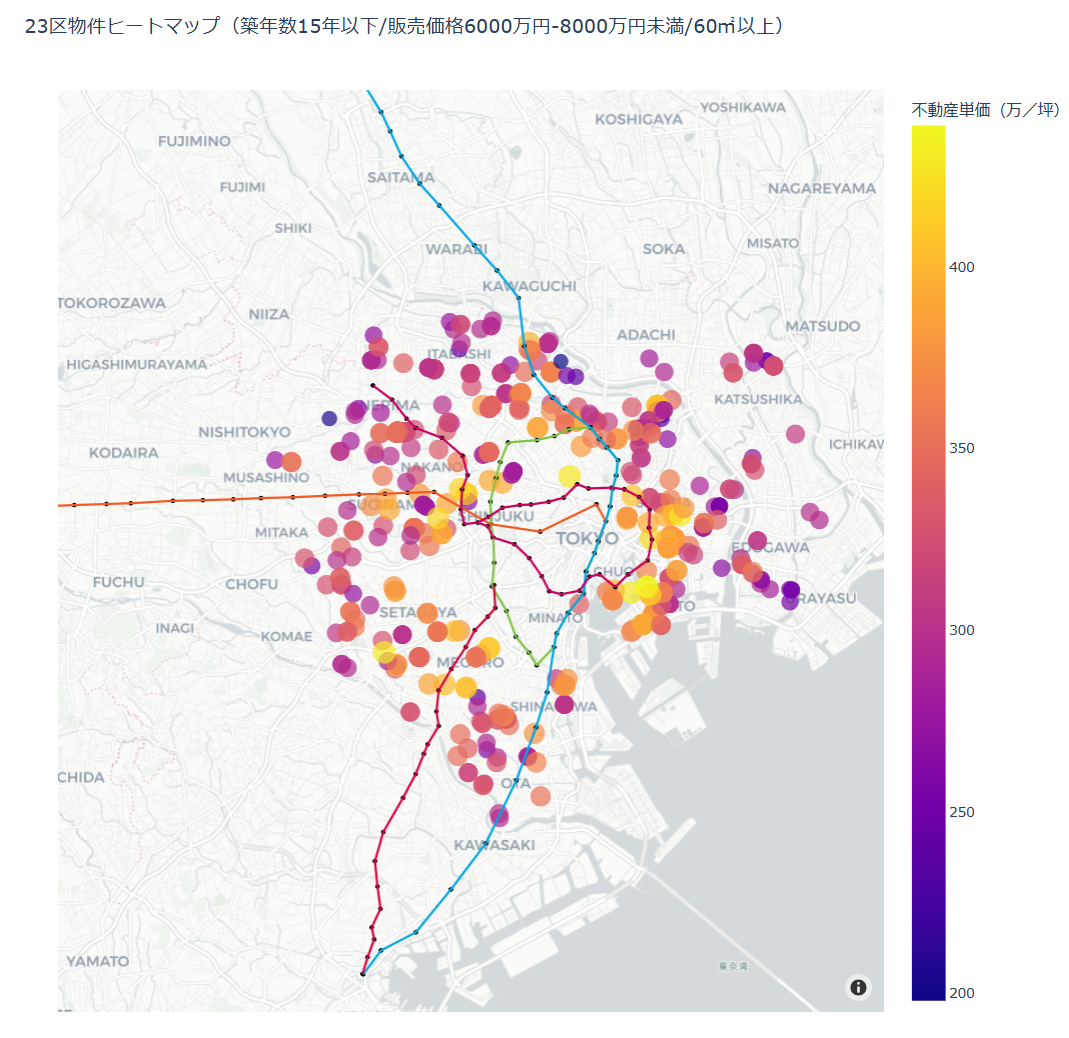 23区物件ヒートマップ（築年数15年以下/販売価格6000万円-8000万円未満/60㎡以上）
不動産単価（万／坪）
YOSHIKAWA
KOSHIGAYA
FUJIMINO
SAITAMA
FUJIMI
NAGAREYAMA
SHIKI
WARABI
SOKA
MISATO
KAWAGUCHI
400
TOKOROZAWA
NIIZA
ADACHI
MATSUDO
ITABASHI
HIGASHIMURAYAMA
KATSUSHIKA
NERIMA
NISHITOKYO
ICHIKAW
350
KODAIRA
NAKANO
MUSASHINO
SUGINAMI
SHINJUKU
MITAKA
TOKYO
EDOGAWA
CHUO
FUCHU
CHOFU
RAYASU
SETAGAYA
MINATO
KOTO
INAGI
KOMAE
300
MEGURO
SHINAGAWA
CHIDA
OTA
250
KAWASAKI
YAMATO
東京湾
200